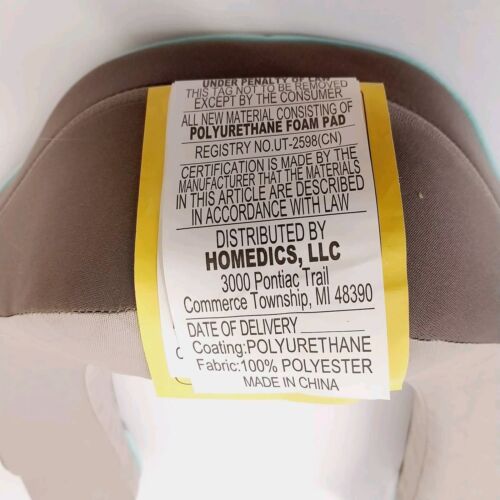 UNDER PENALTY OF LAW
THIS TAG NOT TO BE REMOVED
EXCEPT BY THE CONSUMER
ALL NEW MATERIAL CONSISTING OF
POLYURETHANE FOAM PAD
REGISTRY NO.UT-2598(CN)
CERTIFICATION IS MADE BY THE
MANUFACTURER THAT THE MATERIALS
IN THIS ARTICLE ARE DESCRIBED
IN ACCORDANCE WITH LAW
DISTRIBUTED BY
HOMEDICS, LLC
3000 Pontiac Trail
Commerce Township, MI 48390
DATE OF DELIVERY
Coating:POLYURETHANE
Fabric:100% POLYESTER
MADE IN CHINA